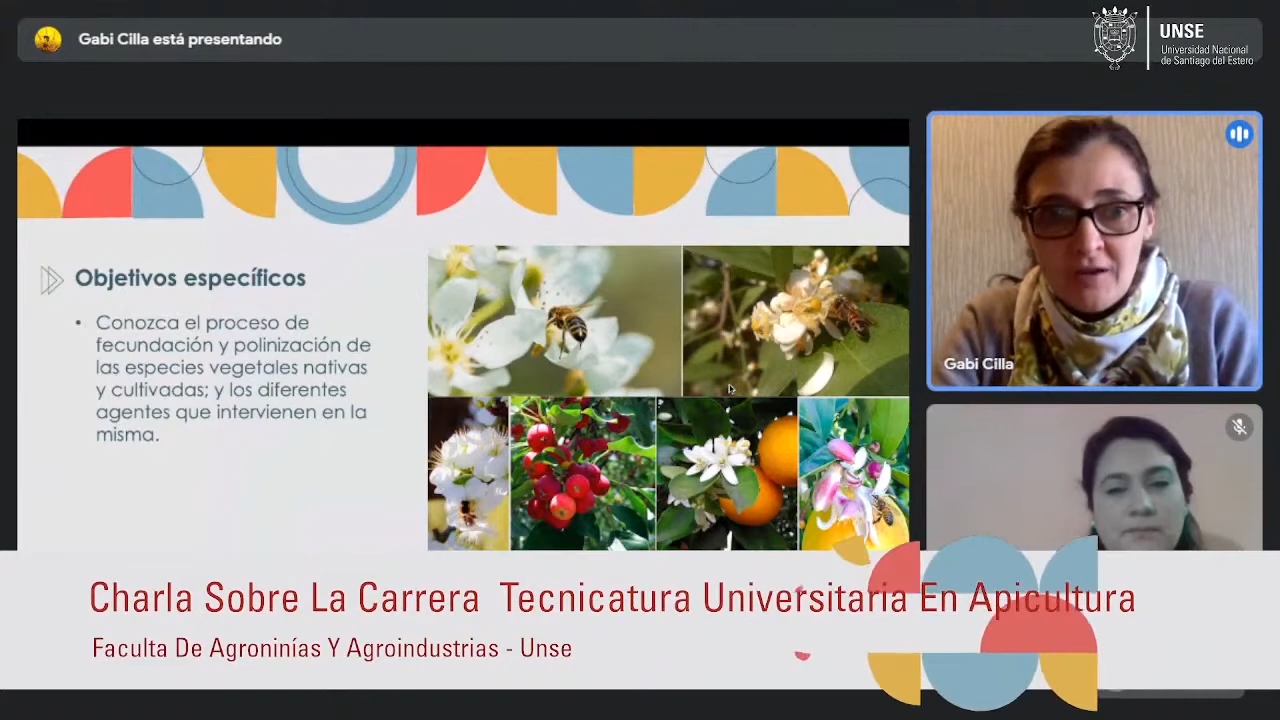 Gabi Cilla está presentando
UNSE
Universidad Nacional
de Santiago del Estero
Objetivos específicos
• Conozca el proceso de
fecundación y polinización de
las especies vegetales nativas
y cultivadas; y los diferentes
agentes que intervienen en la
misma.
Gabi Cilla
Charla Sobre La Carrera Tecnicatura Universitaria En Apicultura
Faculta De Agroninías Y Agroindustrias - Unse